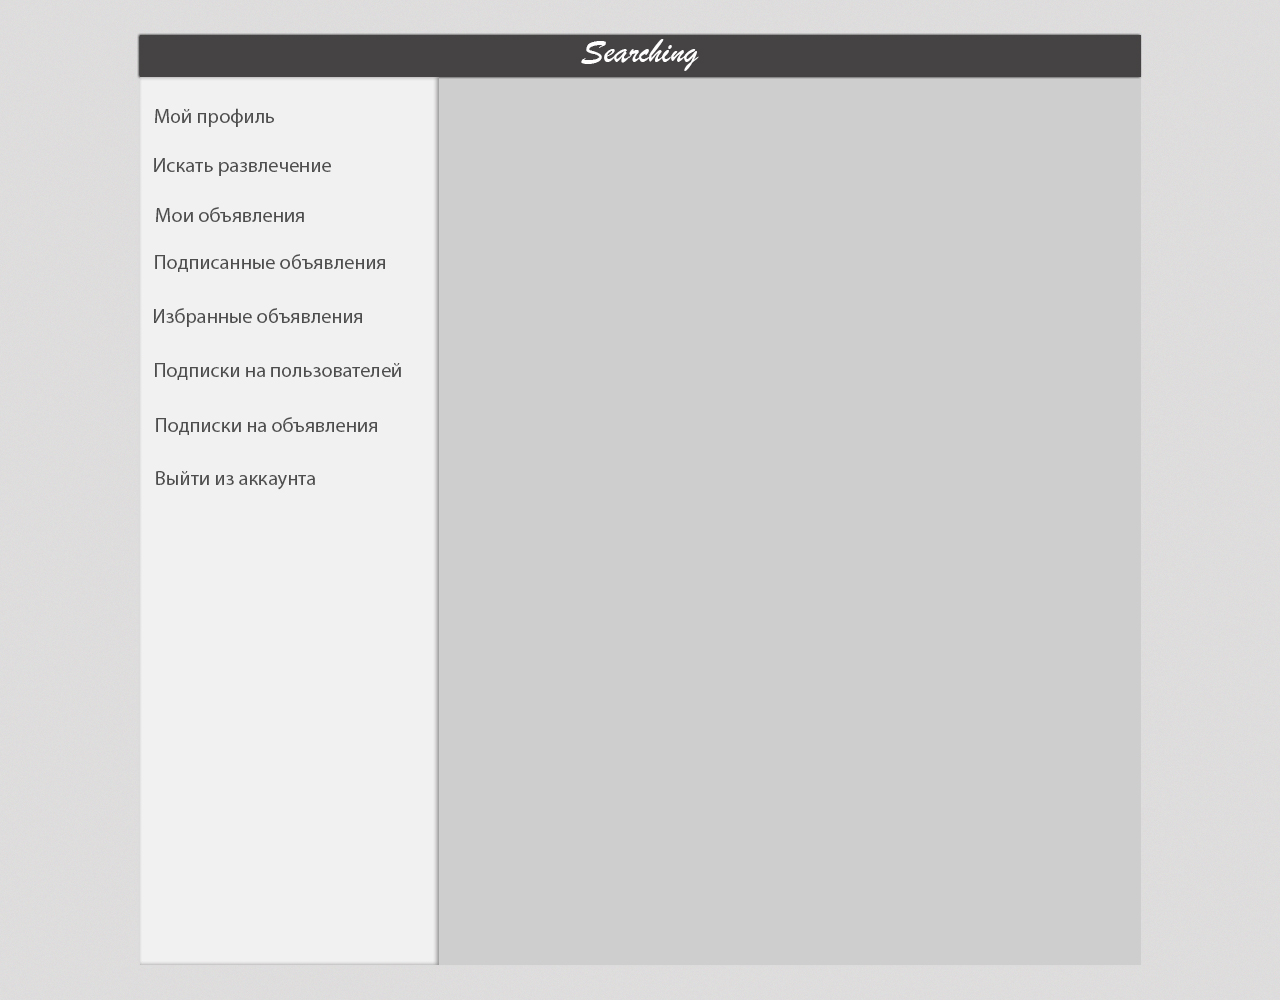 Searching
Мой профиль
Искать развлечение
Мои объявления
Подписанные объявления
Избранные объявления
Подписки на пользователей
Подписки на объявления
Выйти из аккаунта